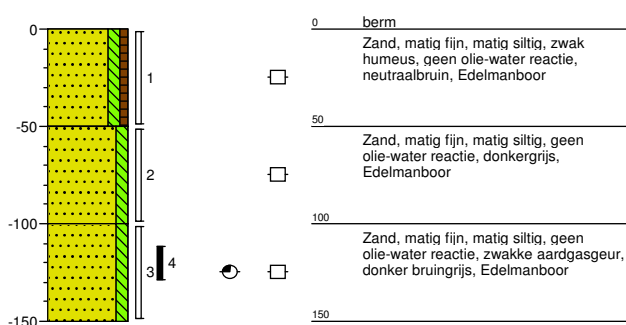 0 0 berm
Zand, matig fijn, matig siltig, zwak
humeus, geen olie-water reactie,
neutraalbruin, Edelmanboor
1
-50 50
Zand, matig fijn, matig siltig, geen
olie-water reactie, donkergrijs,
Edelmanboor
2
-100 100
Zand, matig fijn, matig siltig, geen
olie-water reactie, zwakke aardgasgeur,
donker bruingrijs, Edelmanboor
3 4
-150 150